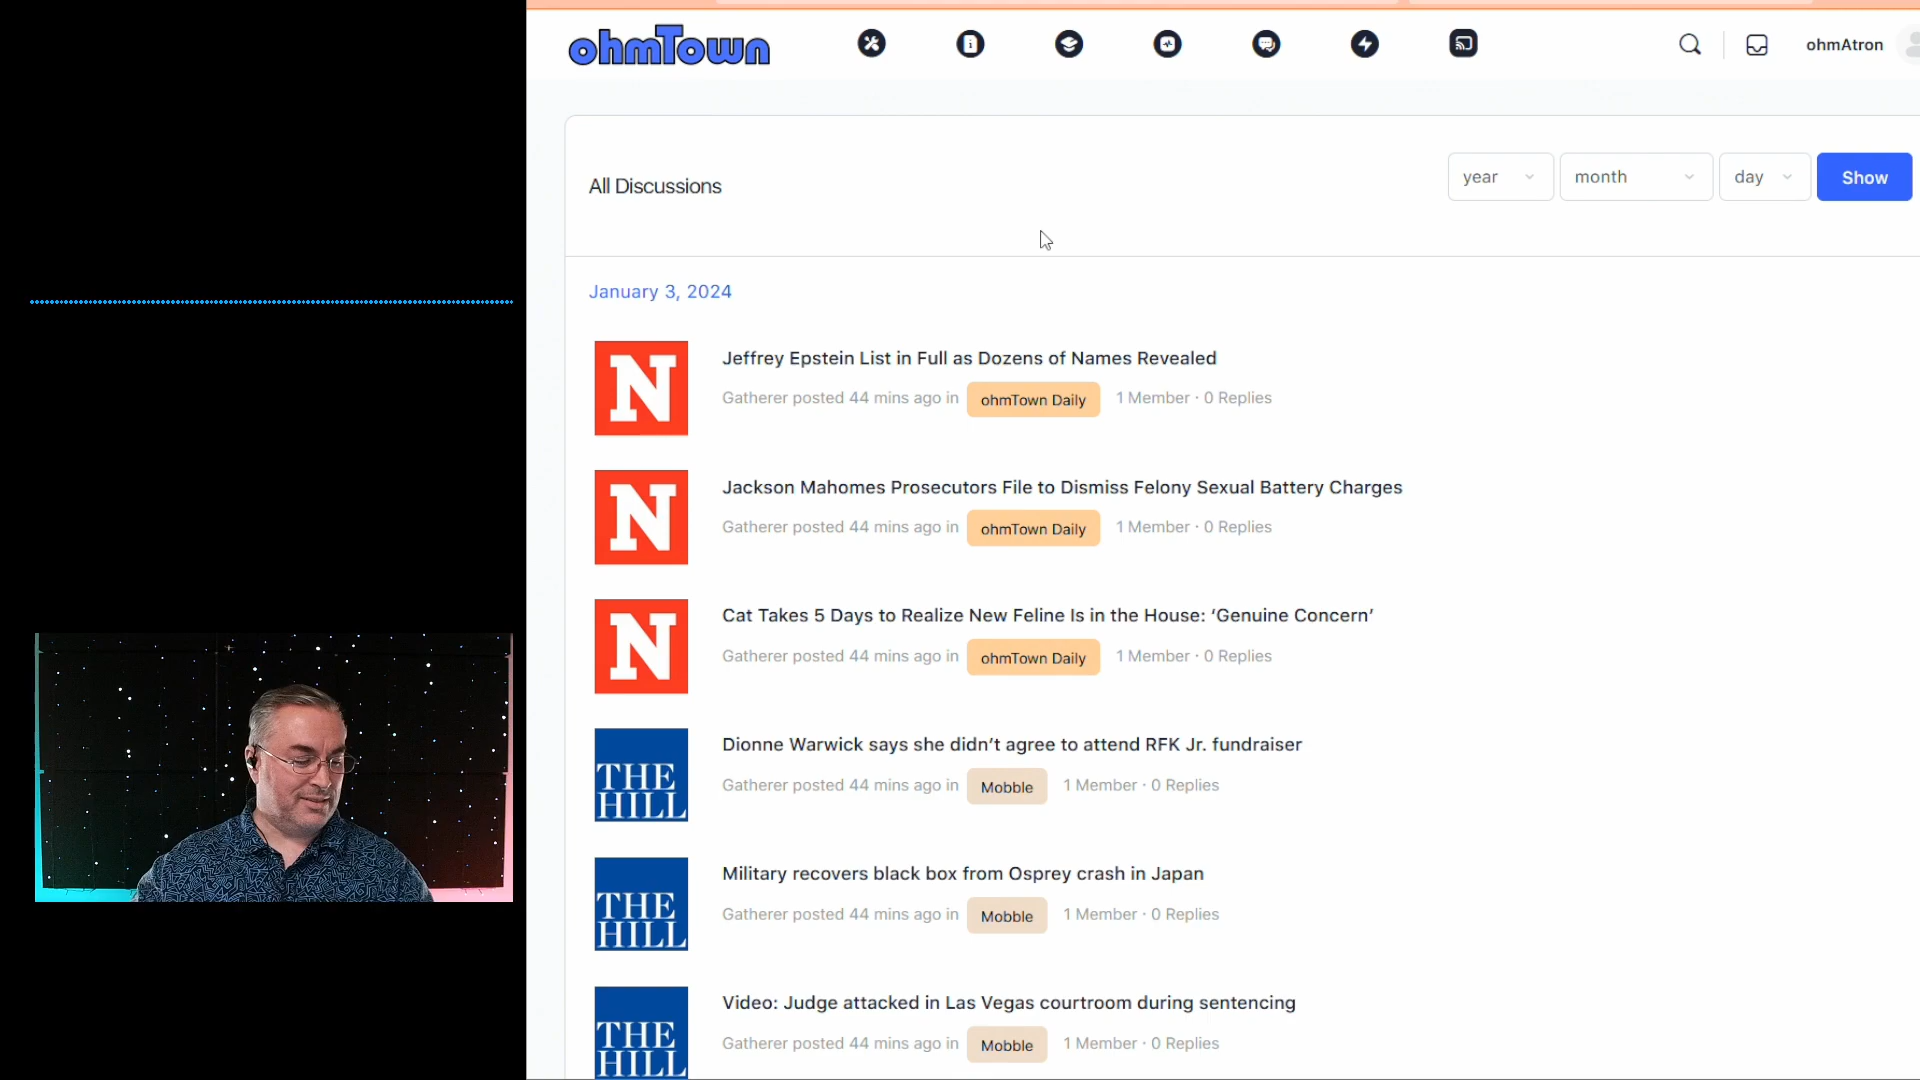 ohmTown
ohmAtron
All Discussions
year
month
day
Show
January 3, 2024
N
Jeffrey Epstein List in Full as Dozens of Names Revealed
Gatherer posted 44 mins ago in ohmTown Daily 1 Member · 0 Replies
N
Jackson Mahomes Prosecutors File to Dismiss Felony Sexual Battery Charges
Gatherer posted 44 mins ago in ohmTown Daily 1 Member · 0 Replies
N
Cat Takes 5 Days to Realize New Feline Is in the House: ‘Genuine Concern’
Gatherer posted 44 mins ago in ohmTown Daily 1 Member · 0 Replies
THE
HILL
Dionne Warwick says she didn’t agree to attend RFK Jr. fundraiser
Gatherer posted 44 mins ago in Mobble 1 Member · 0 Replies
THE
HILL
Military recovers black box from Osprey crash in Japan
Gatherer posted 44 mins ago in Mobble 1 Member · 0 Replies
THE
HILL
Video: Judge attacked in Las Vegas courtroom during sentencing
Gatherer posted 44 mins ago in Mobble 1 Member · 0 Replies